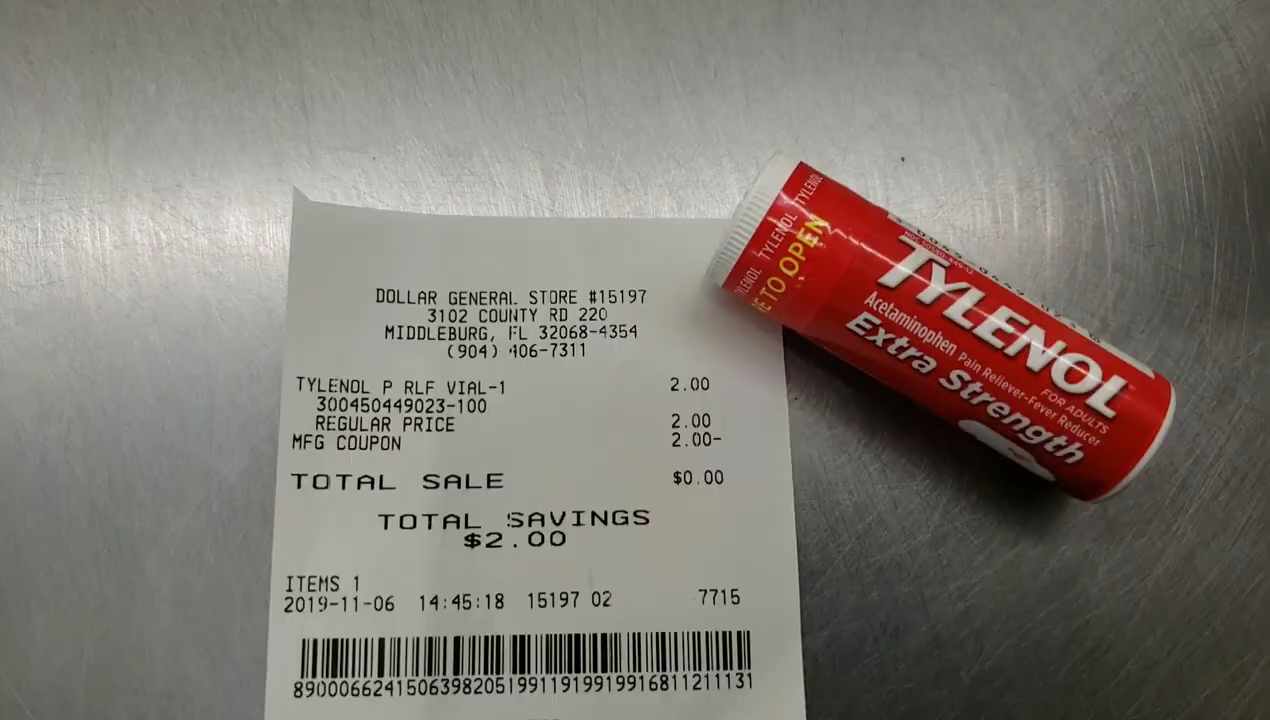 DOLLAR GENERAL STORE #15197
3102 COUNTY RD 220
MIDDLEBURG, FL 32068-4354
(904) 406-7311
TYLENOL P RLF VIAL-1 2.00
300450449023-100
REGULAR PRICE 2.00
MFG COUPON 2.00-
TOTAL SALE $0.00
TOTAL SAVINGS
$2.00
ITEMS 1
2019-11-06 14:45:18 15197 02 7715
TYLENOL TYLENOL
TO OPEN
TYLENOL
Acetaminophen Pain Reliever-Fever Reducer
FOR ADULTS
Extra Strength